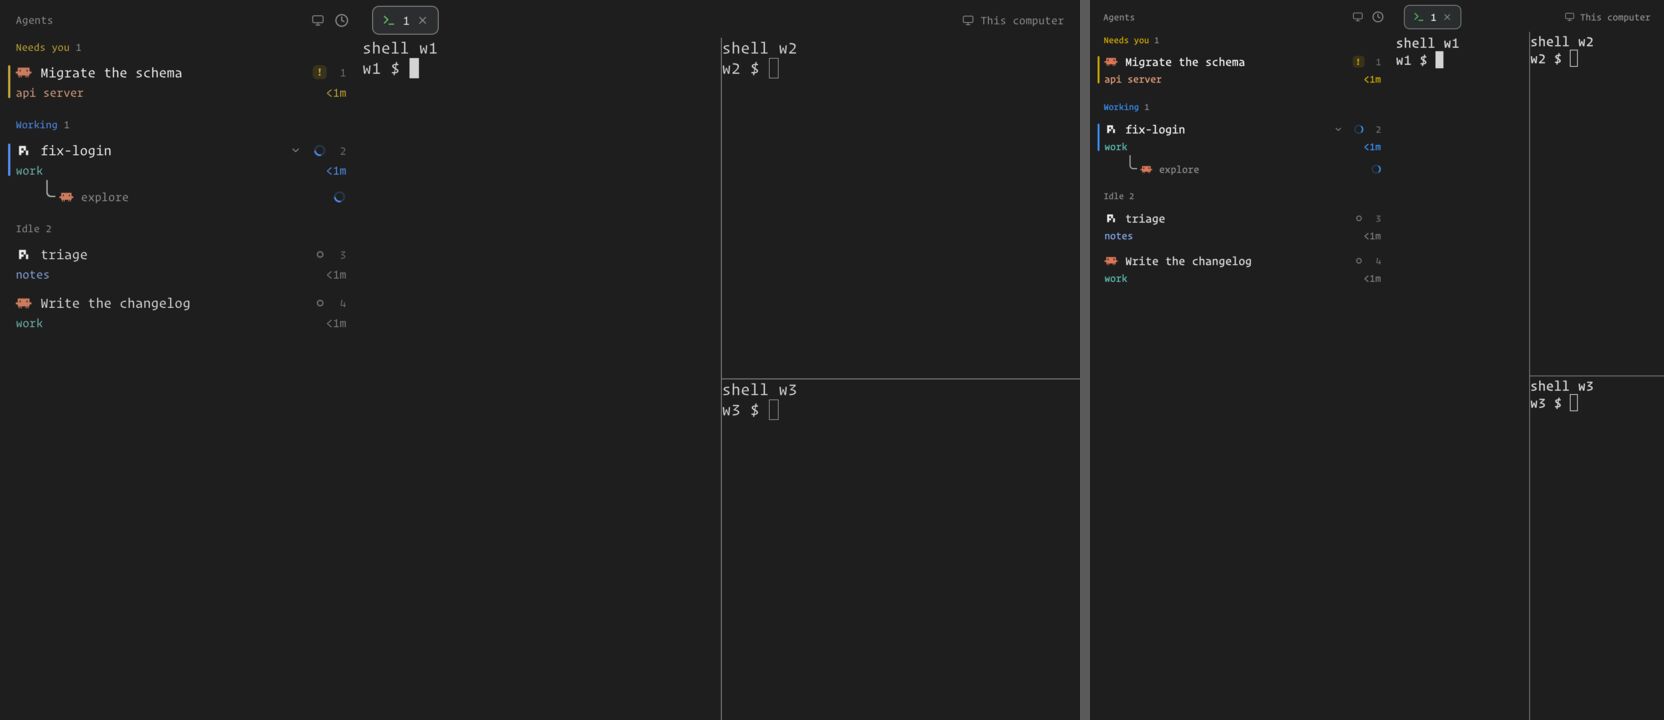 Agents
1
This computer
Needs you 1
Migrate the schema ! 1
api server <1m
Working 1
fix-login 2
work <1m
explore
Idle 2
triage 3
notes <1m
Write the changelog 4
work <1m
shell w1
w1 $
shell w2
w2 $
shell w3
w3 $
Agents
1
This computer
Needs you 1
Migrate the schema ! 1
api server <1m
Working 1
fix-login 2
work <1m
explore
Idle 2
triage 3
notes <1m
Write the changelog 4
work <1m
shell w1
w1 $
shell w2
w2 $
shell w3
w3 $